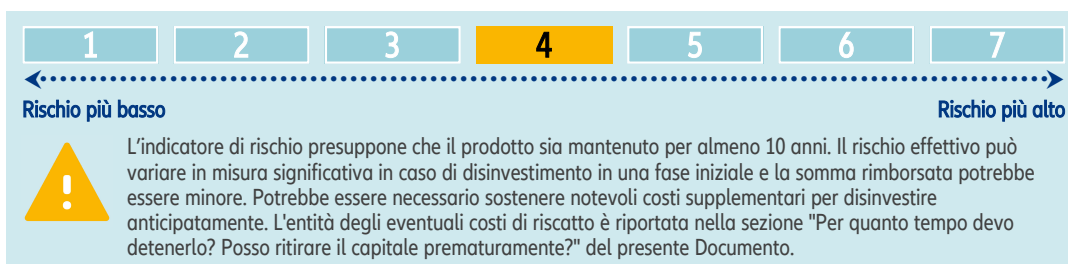 1 2 3 4 5 6 7
Rischio più basso Rischio più alto
L'indicatore di rischio presuppone che il prodotto sia mantenuto per almeno 10 anni. Il rischio effettivo può
variare in misura significativa in caso di disinvestimento in una fase iniziale e la somma rimborsata potrebbe
essere minore. Potrebbe essere necessario sostenere notevoli costi supplementari per disinvestire
anticipatamente. L'entità degli eventuali costi di riscatto è riportata nella sezione "Per quanto tempo devo
detenerlo? Posso ritirare il capitale prematuramente?" del presente Documento.